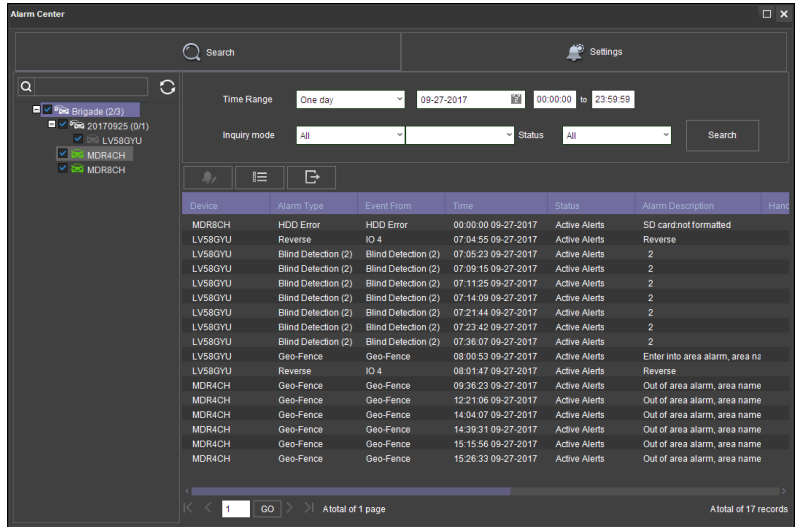 Alarm Center
Search
Settings
Brigade (2/3)
20170925 (0/1)
LV58GYU
MDR4CH
MDR8CH
Time Range One day 09-27-2017 00:00:00 to 23:59:59
Inquiry mode All Status All Search
Device Alarm Type Event From Time Status Alarm Description Hand
MDR8CH HDD Error HDD Error 00:00:00 09-27-2017 Active Alerts SD card:not formatted
LV58GYU Reverse IO 4 07:04:55 09-27-2017 Active Alerts Reverse
LV58GYU Blind Detection (2) Blind Detection (2) 07:05:23 09-27-2017 Active Alerts 2
LV58GYU Blind Detection (2) Blind Detection (2) 07:09:15 09-27-2017 Active Alerts 2
LV58GYU Blind Detection (2) Blind Detection (2) 07:11:25 09-27-2017 Active Alerts 2
LV58GYU Blind Detection (2) Blind Detection (2) 07:14:09 09-27-2017 Active Alerts 2
LV58GYU Blind Detection (2) Blind Detection (2) 07:21:44 09-27-2017 Active Alerts 2
LV58GYU Blind Detection (2) Blind Detection (2) 07:23:42 09-27-2017 Active Alerts 2
LV58GYU Blind Detection (2) Blind Detection (2) 07:36:07 09-27-2017 Active Alerts 2
LV58GYU Geo-Fence Geo-Fence 08:00:53 09-27-2017 Active Alerts Enter into area alarm, area na
LV58GYU Reverse IO 4 08:01:47 09-27-2017 Active Alerts Reverse
MDR4CH Geo-Fence Geo-Fence 09:36:23 09-27-2017 Active Alerts Out of area alarm, area name
MDR4CH Geo-Fence Geo-Fence 12:21:06 09-27-2017 Active Alerts Out of area alarm, area name
MDR4CH Geo-Fence Geo-Fence 14:04:07 09-27-2017 Active Alerts Out of area alarm, area name
MDR4CH Geo-Fence Geo-Fence 14:39:31 09-27-2017 Active Alerts Out of area alarm, area name
MDR4CH Geo-Fence Geo-Fence 15:15:56 09-27-2017 Active Alerts Out of area alarm, area name
MDR4CH Geo-Fence Geo-Fence 15:26:33 09-27-2017 Active Alerts Out of area alarm, area name
1 GO Atotal of 1 page Atotal of 17 records